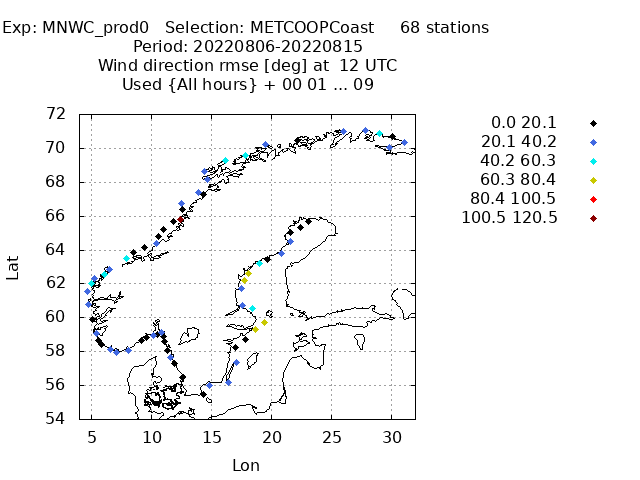 Exp: MNWC_prod0   Selection: METCOOPCoast     68 stations
Period: 20220806-20220815
Wind direction rmse [deg] at  12 UTC
Used {All hours} + 00 01 ... 09
0.0 20.1
20.1 40.2
40.2 60.3
60.3 80.4
80.4 100.5
100.5 120.5
72
70
68
66
64
62
60
58
56
54
Lat
5 10 15 20 25 30
Lon